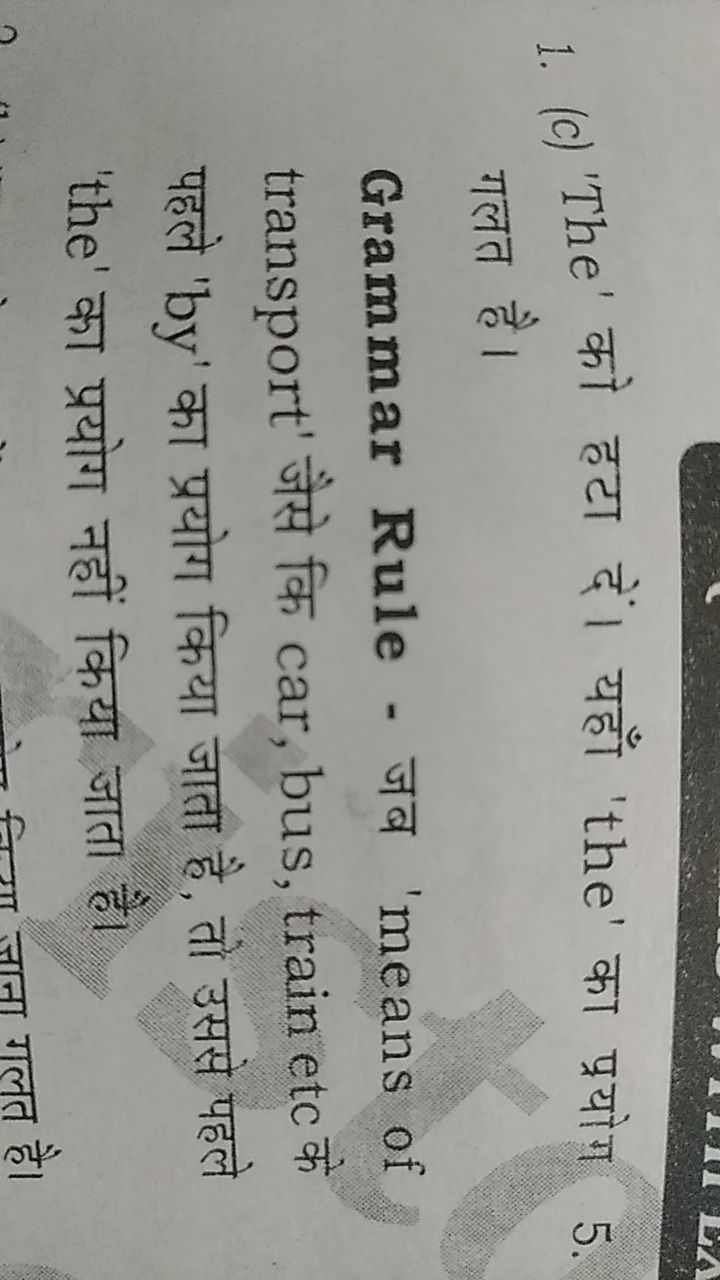 1. (c) 'The' को हटा दें। यहाँ 'the' का प्रयोग
गलत है।
Grammar Rule - जब 'means of
transport' जैसे कि car, bus, train etc के
पहले 'by' का प्रयोग किया जाता है, तो उससे पहले
'the' का प्रयोग नहीं किया जाता है।
किया जाना गलत है।
5.